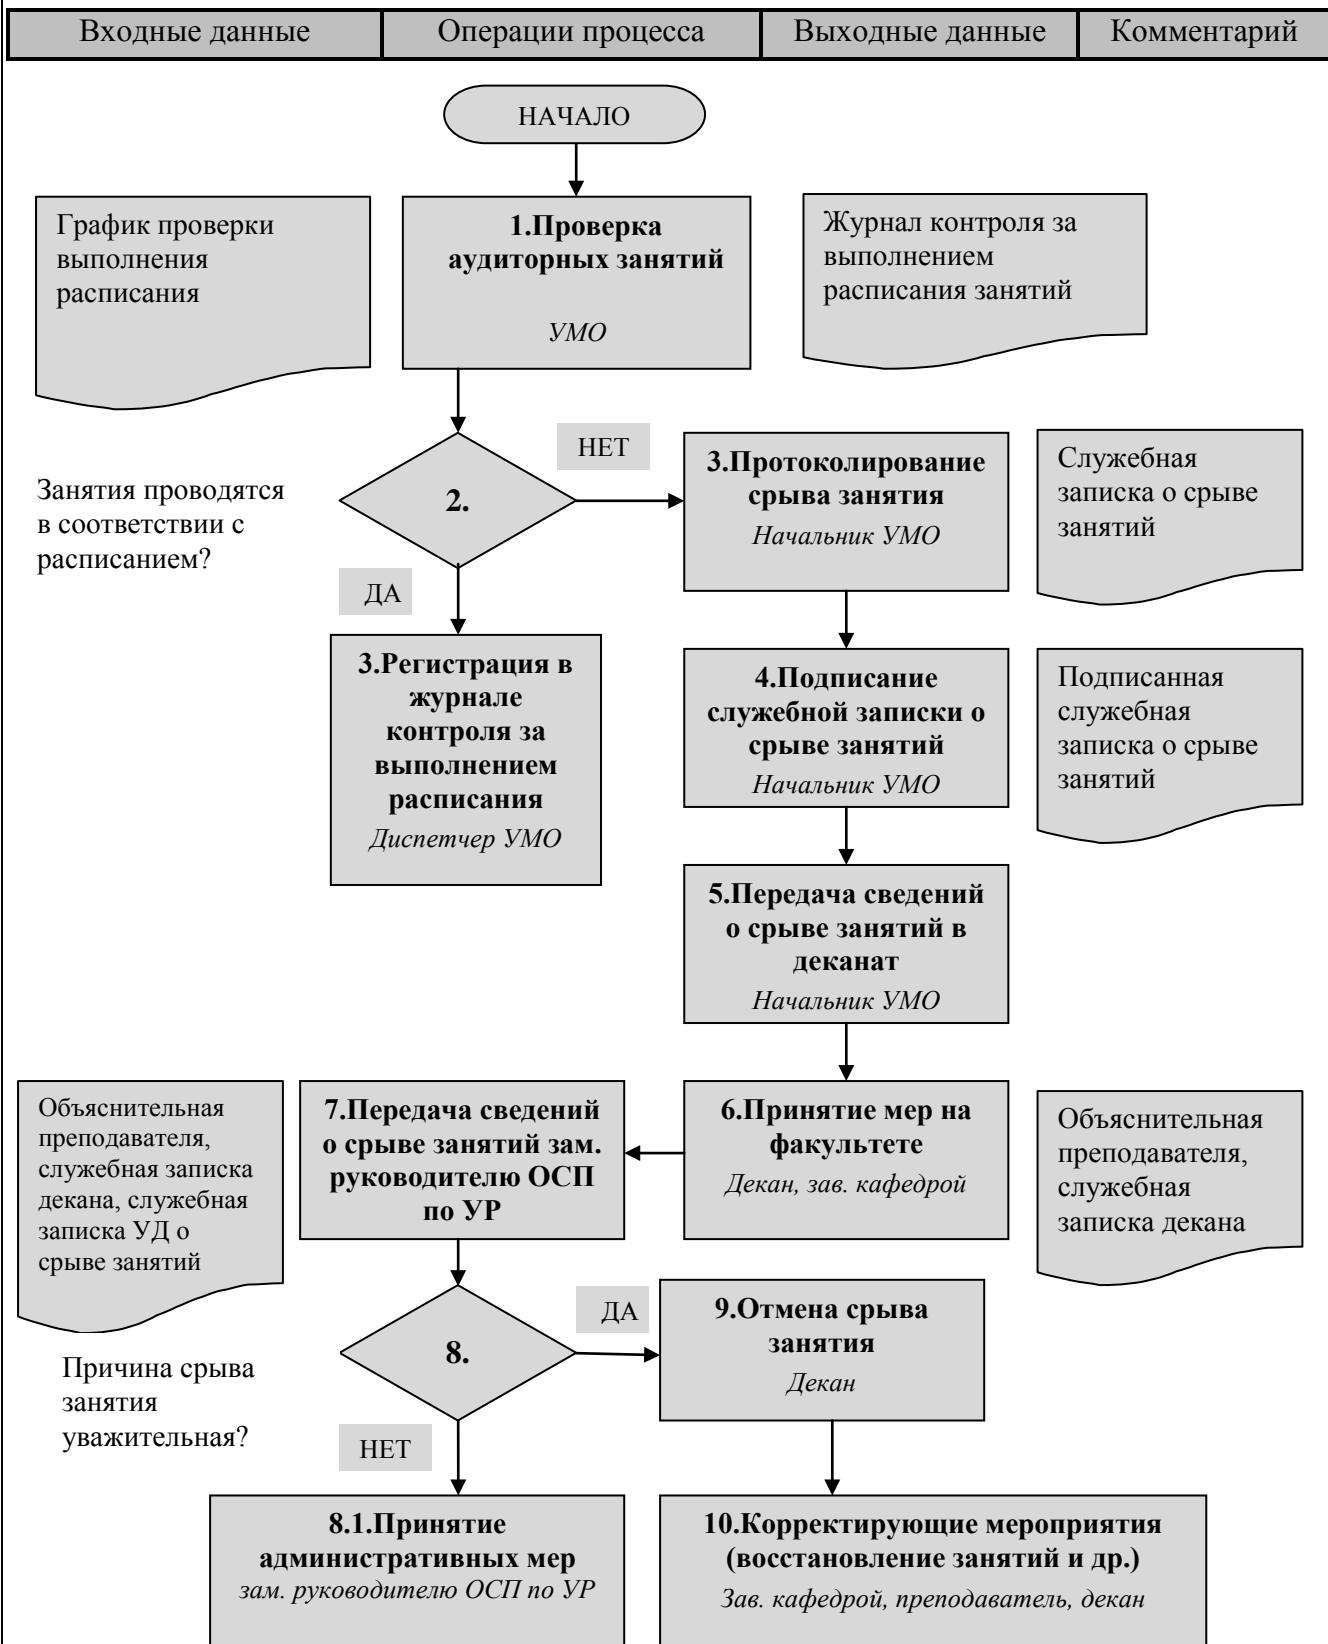 Входные данные
Операции процесса
Выходные данные
Комментарий
НАЧАЛО
График проверки
выполнения
расписания
1.Проверка
аудиторных занятий
УМО
Журнал контроля за
выполнением
расписания занятий
Занятия проводятся
в соответствии с
расписанием?
2.
НЕТ
3.Протоколирование
срыва занятия
Начальник УМО
Служебная
записка о срыве
занятий
ДА
3.Регистрация в
журнале
контроля за
выполнением
расписания
Диспетчер УМО
4.Подписание
служебной записки о
срыве занятий
Начальник УМО
Подписанная
служебная
записка о срыве
занятий
5.Передача сведений
о срыве занятий в
деканат
Начальник УМО
Объяснительная
преподавателя,
служебная записка
декана, служебная
записка УД о
срыве занятий
7.Передача сведений
о срыве занятий зам.
руководителю ОСП
по УР
6.Принятие мер на
факультете
Декан, зав. кафедрой
Объяснительная
преподавателя,
служебная
записка декана
Причина срыва
занятия
уважительная?
8.
ДА
9.Отмена срыва
занятия
Декан
НЕТ
8.1.Принятие
административных мер
зам. руководителю ОСП по УР
10.Корректирующие мероприятия
(восстановление занятий и др.)
Зав. кафедрой, преподаватель, декан